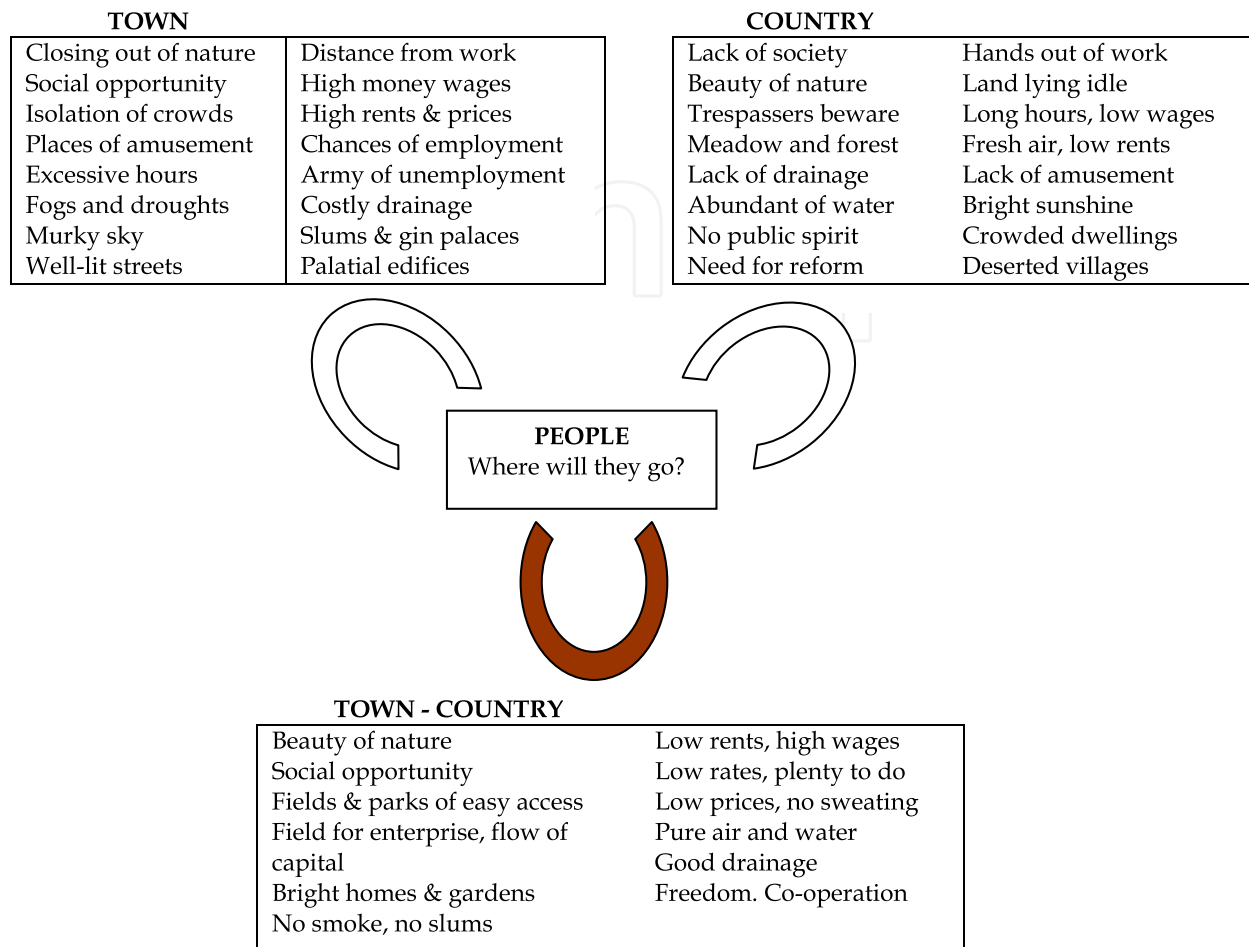 TOWN
Closing out of nature
Social opportunity
Isolation of crowds
Places of amusement
Excessive hours
Fogs and droughts
Murky sky
Well-lit streets
Distance from work
High money wages
High rents & prices
Chances of employment
Army of unemployment
Costly drainage
Slums & gin palaces
Palatial edifices
COUNTRY
Lack of society
Beauty of nature
Trespassers beware
Meadow and forest
Lack of drainage
Abundant of water
No public spirit
Need for reform
Hands out of work
Land lying idle
Long hours, low wages
Fresh air, low rents
Lack of amusement
Bright sunshine
Crowded dwellings
Deserted villages
PEOPLE
Where will they go?
TOWN - COUNTRY
Beauty of nature
Social opportunity
Fields & parks of easy access
Field for enterprise, flow of
capital
Bright homes & gardens
No smoke, no slums
Low rents, high wages
Low rates, plenty to do
Low prices, no sweating
Pure air and water
Good drainage
Freedom. Co-operation